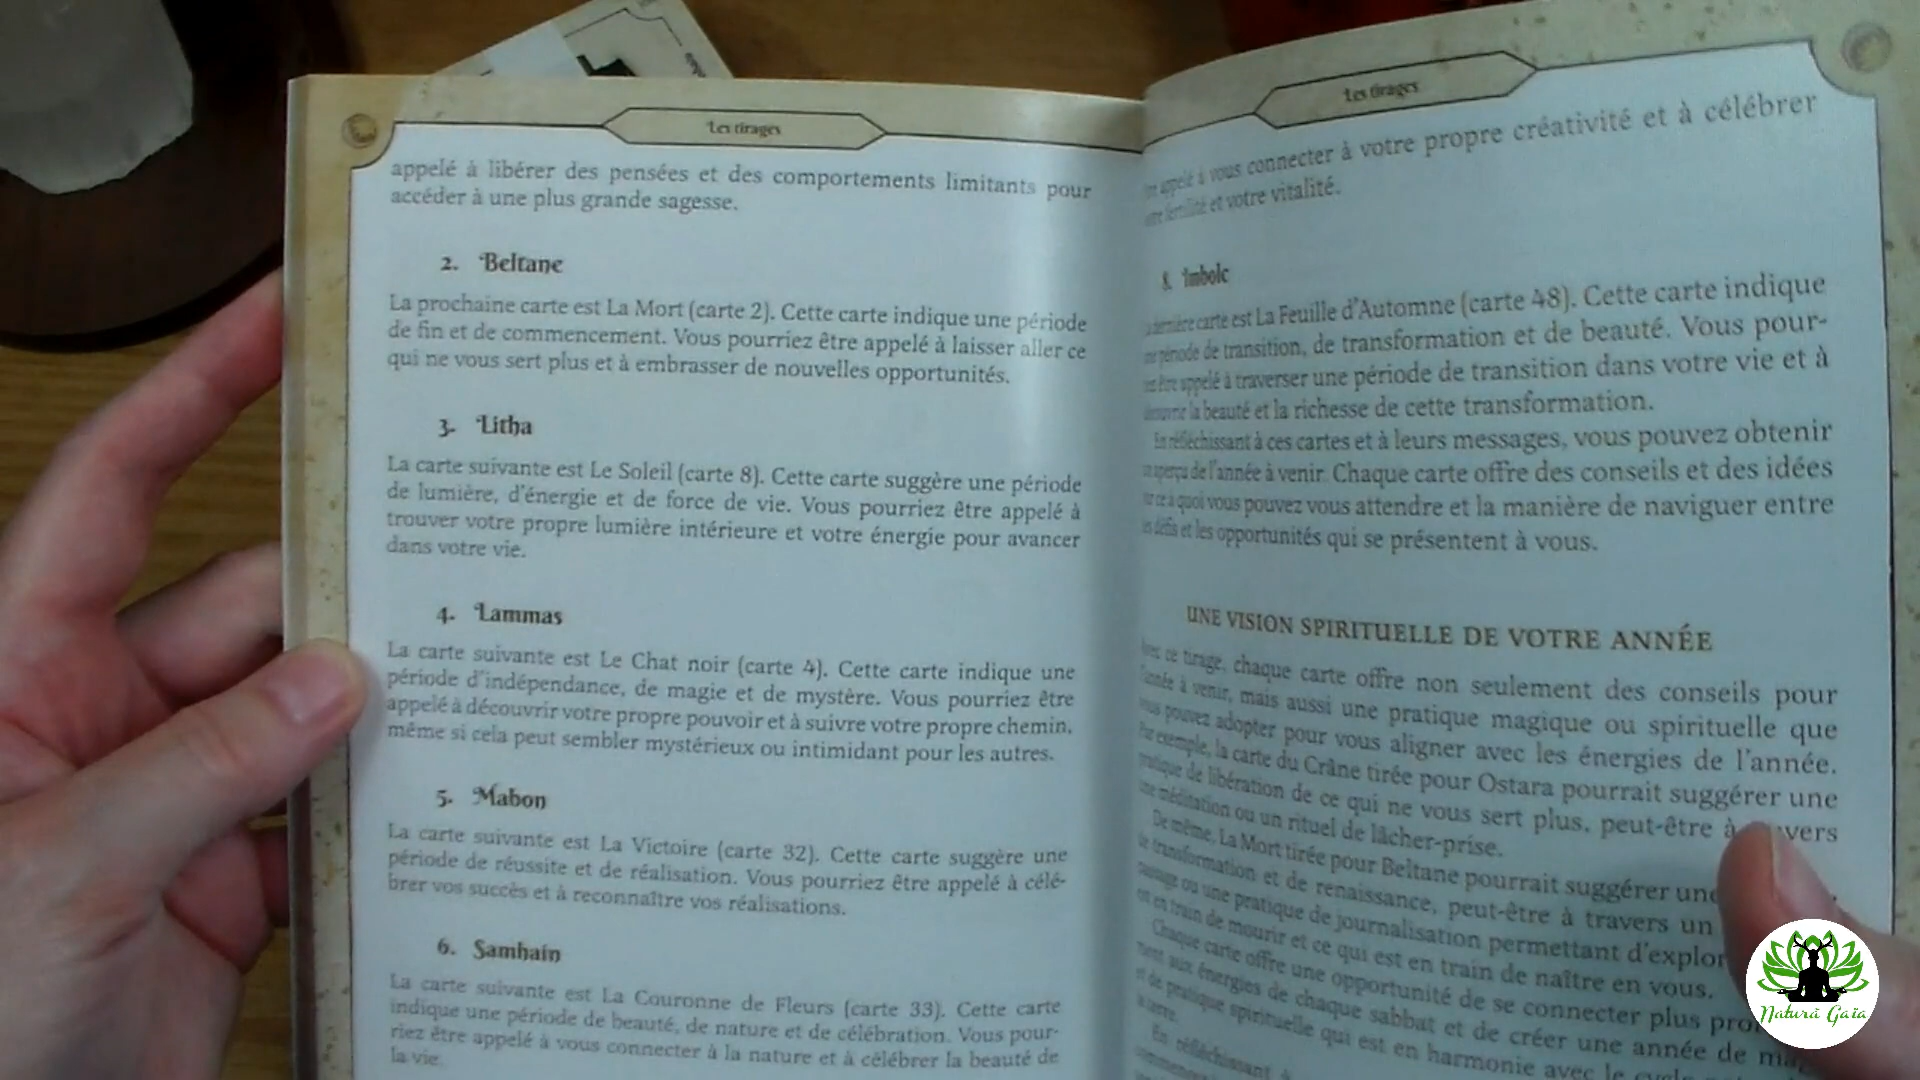 Les tirages
appelé à libérer des pensées et des comportements limitants pour
accéder à une plus grande sagesse.
2. Beltane
La prochaine carte est La Mort (carte 2). Cette carte indique une période
de fin et de commencement. Vous pourriez être appelé à laisser aller ce
qui ne vous sert plus et à embrasser de nouvelles opportunités.
3. Litha
La carte suivante est Le Soleil (carte 8). Cette carte suggère une période
de lumière, d'énergie et de force de vie. Vous pourriez être appelé à
trouver votre propre lumière intérieure et votre énergie pour avancer
dans votre vie.
4. Lammas
La carte suivante est Le Chat noir (carte 4). Cette carte indique une
période d'indépendance, de magie et de mystère. Vous pourriez être
appelé à découvrir votre propre pouvoir et à suivre votre propre chemin,
même si cela peut sembler mystérieux ou intimidant pour les autres.
5. Mabon
La carte suivante est La Victoire (carte 32). Cette carte suggère une
période de réussite et de réalisation. Vous pourriez être appelé à célé-
brer vos succès et à reconnaître vos réalisations.
6. Samhain
La carte suivante est La Couronne de Fleurs (carte 33). Cette carte
indique une période de beauté, de nature et de célébration. Vous pour-
riez être appelé à vous connecter à la nature et à célébrer la beauté de
la vie.
Les tirages
appelé à vous connecter à votre propre créativité et à célébrer
fertilité et votre vitalité.
8. Imbolc
dernière carte est La Feuille d'Automne (carte 48). Cette carte indique
période de transition, de transformation et de beauté. Vous pour-
être appelé à traverser une période de transition dans votre vie et à
la beauté et la richesse de cette transformation.
En réfléchissant à ces cartes et à leurs messages, vous pouvez obtenir
aperçu de l'année à venir. Chaque carte offre des conseils et des idées
sur ce à quoi vous pouvez vous attendre et la manière de naviguer entre
les défis et les opportunités qui se présentent à vous.
UNE VISION SPIRITUELLE DE VOTRE ANNÉE
Avec ce tirage, chaque carte offre non seulement des conseils pour
l'année à venir, mais aussi une pratique magique ou spirituelle que
vous pouvez adopter pour vous aligner avec les énergies de l'année.
Par exemple, la carte du Crâne tirée pour Ostara pourrait suggérer une
pratique de libération de ce qui ne vous sert plus, peut-être à
une méditation ou un rituel de lâcher-prise.
De même, La Mort tirée pour Beltane pourrait suggérer
de transformation et de renaissance, peut-être à travers un
ou une pratique de journalisation permettant
en train de mourir et ce qui est en train de naître en vous.
Chaque carte offre une opportunité de se connecter plus
aux énergies de chaque sabbat et de créer une année de
et de pratique spirituelle qui est en harmonie avec le
En réfléchissant à
Naturä Gaïa